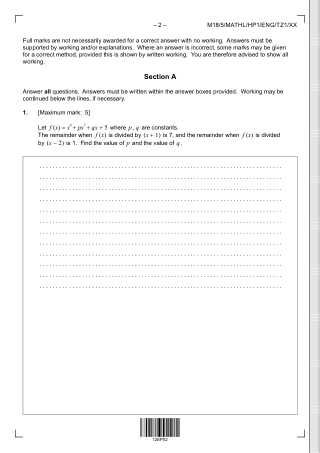 – 2 –
M18/5/MATHL/HP1/ENG/TZ1/XX
Full marks are not necessarily awarded for a correct answer with no working. Answers must be
supported by working and/or explanations. Where an answer is incorrect, some marks may be given
for a correct method, provided this is shown by written working. You are therefore advised to show all
working.
Section A
Answer all questions. Answers must be written within the answer boxes provided. Working may be
continued below the lines, if necessary.
1. [Maximum mark: 5]
Let f(x) = x⁴ + px³ + qx + 5 where p, q are constants.
The remainder when f(x) is divided by (x + 1) is 7, and the remainder when f(x) is divided
by (x − 2) is 1. Find the value of p and the value of q.
12EP02